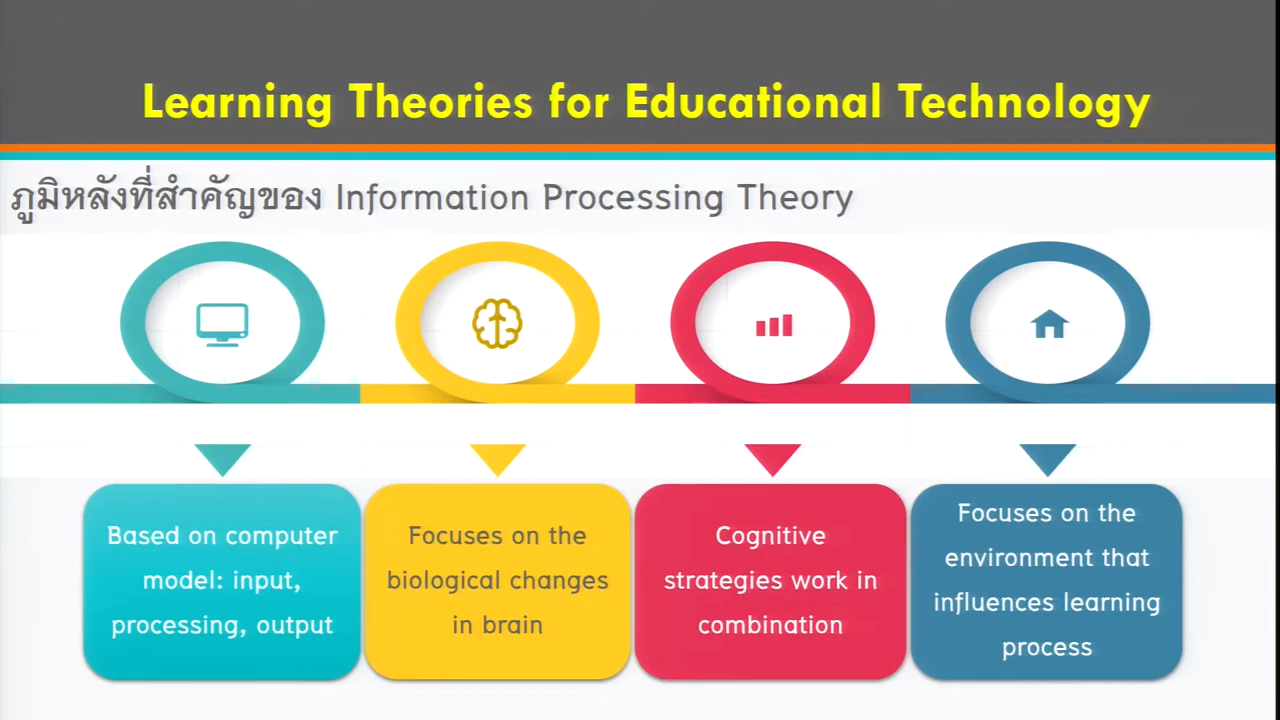 Learning Theories for Educational Technology
ภูมิหลังที่สำคัญของ Information Processing Theory
Based on computer
model: input,
processing, output
Focuses on the
biological changes
in brain
Cognitive
strategies work in
combination
Focuses on the
environment that
influences learning
process